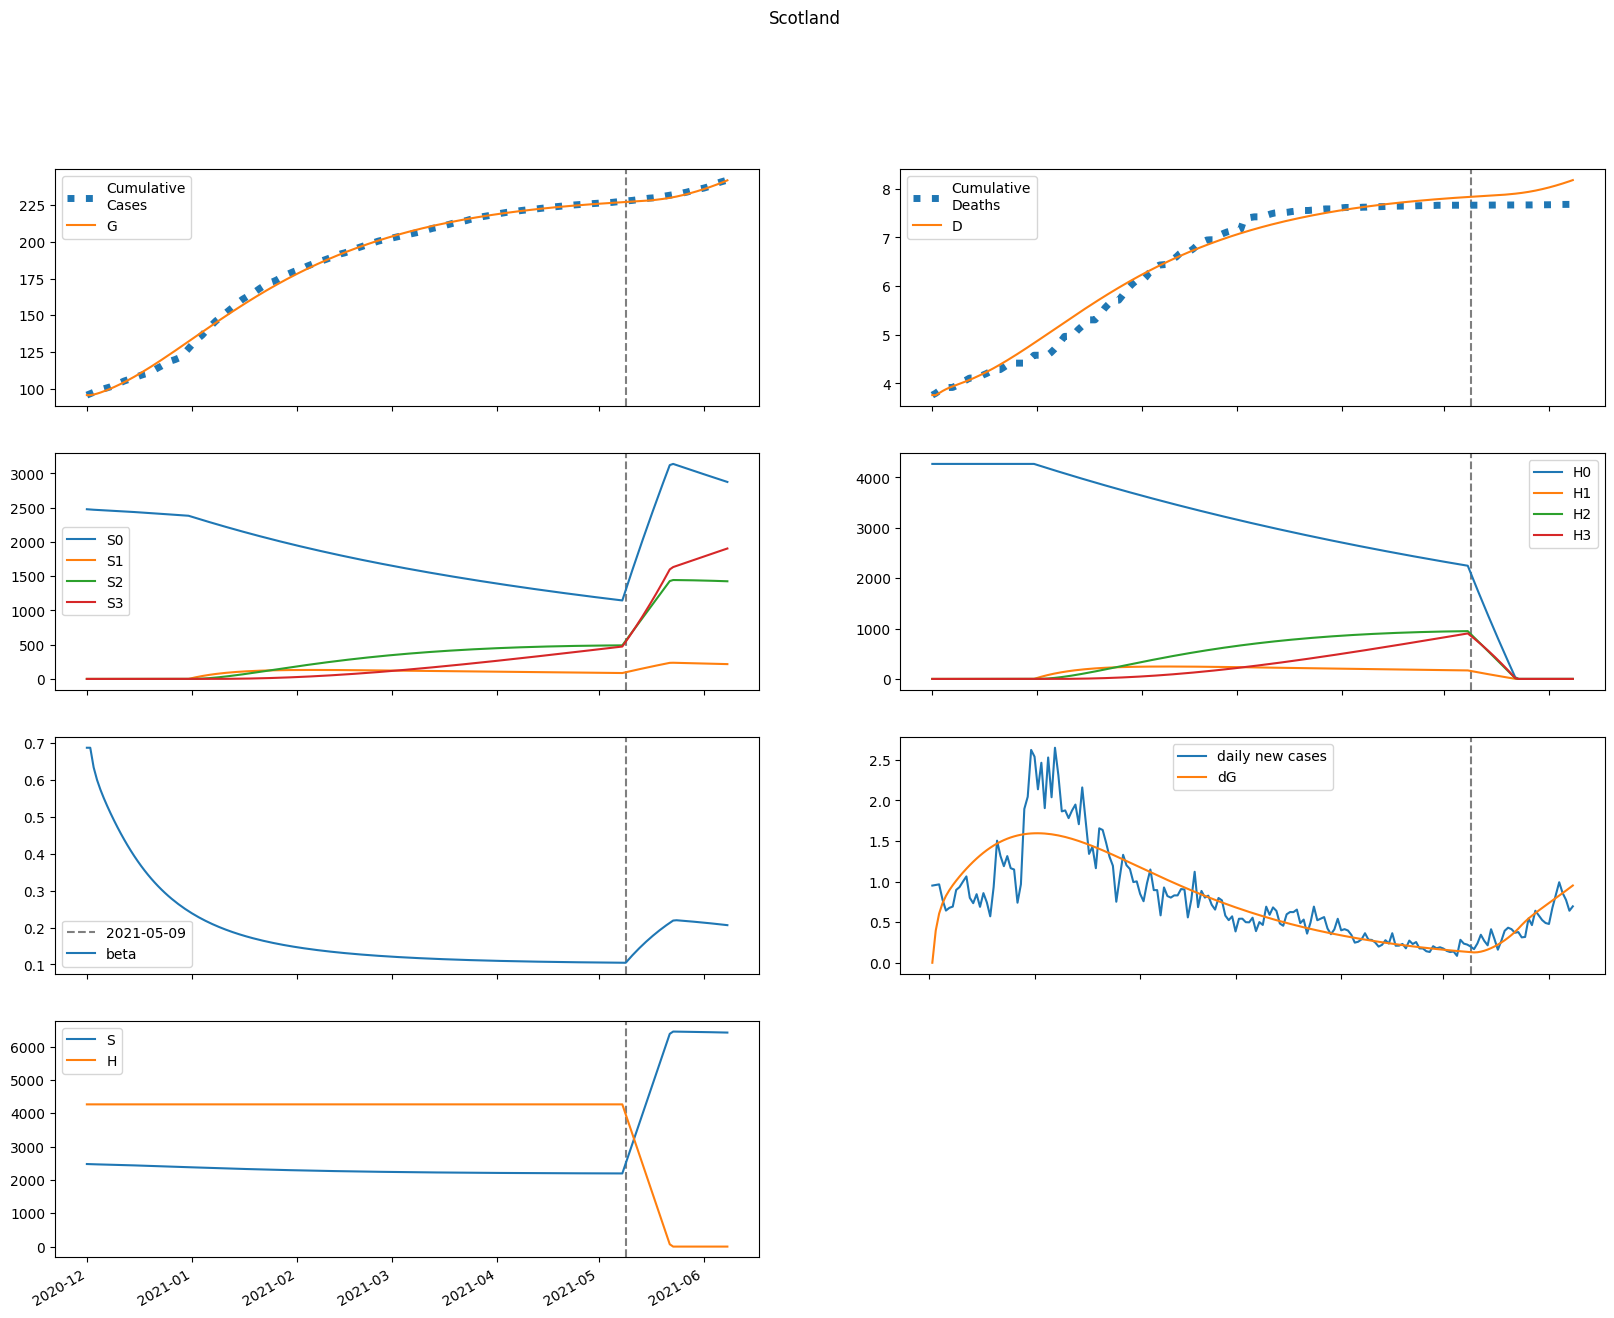 Scotland
Cumulative
Cases
G
225
200
175
150
125
100
Cumulative
Deaths
D
8
7
6
5
4
S0
S1
S2
S3
3000
2500
2000
1500
1000
500
0
H0
H1
H2
H3
4000
3000
2000
1000
0
2021-05-09
beta
0.7
0.6
0.5
0.4
0.3
0.2
0.1
daily new cases
dG
2.5
2.0
1.5
1.0
0.5
0.0
S
H
6000
5000
4000
3000
2000
1000
0
2020-12
2021-01
2021-02
2021-03
2021-04
2021-05
2021-06